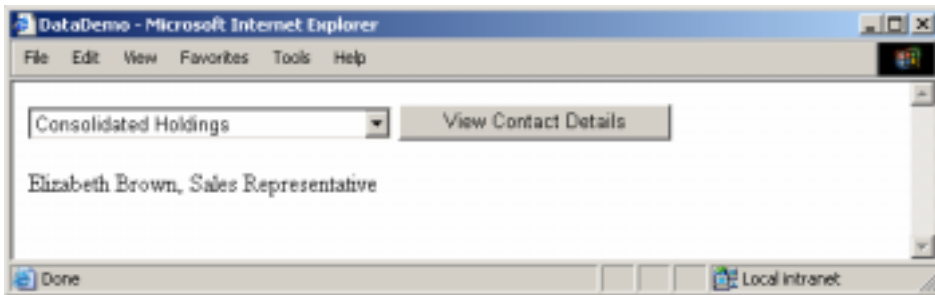 DataDemo - Microsoft Internet Explorer
File Edit View Favorites Tools Help
Consolidated Holdings View Contact Details
Elizabeth Brown, Sales Representative
Done Local intranet